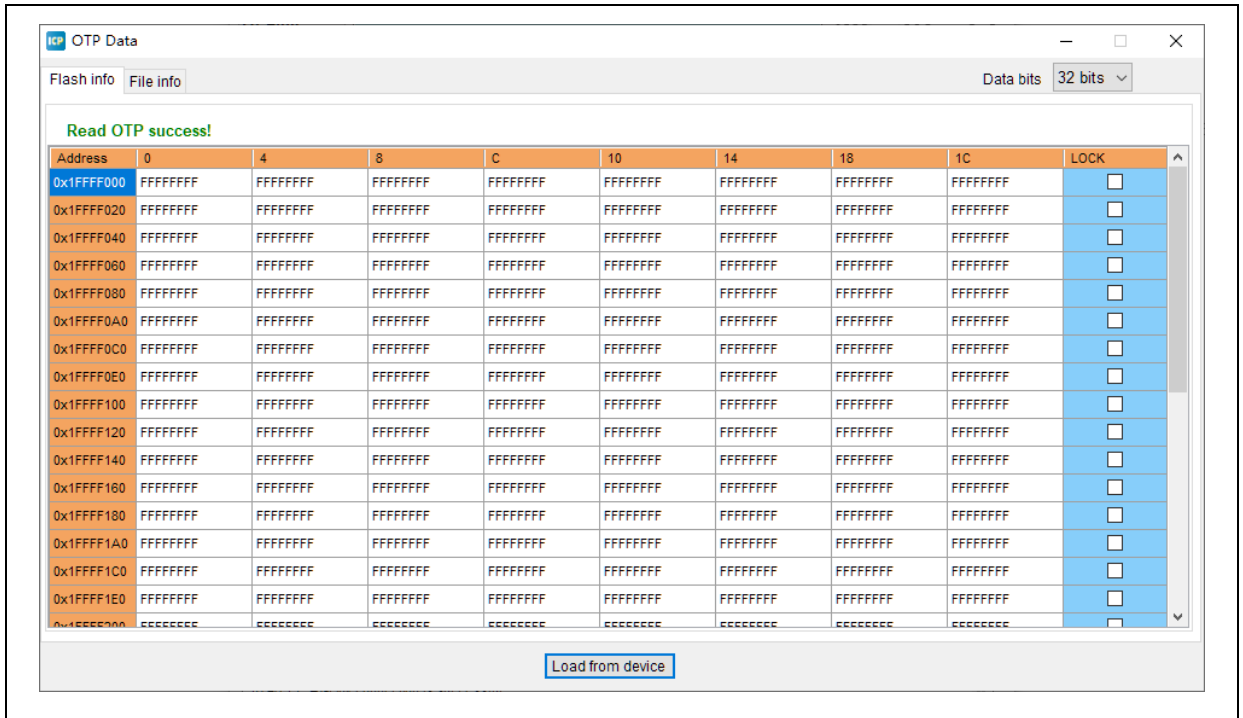 ICP OTP Data
Flash info File info Data bits 32 bits
Read OTP success!
Address 0 4 8 C 10 14 18 1C LOCK
0x1FFFF000 FFFFFFFF FFFFFFFF FFFFFFFF FFFFFFFF FFFFFFFF FFFFFFFF FFFFFFFF FFFFFFFF
0x1FFFF020 FFFFFFFF FFFFFFFF FFFFFFFF FFFFFFFF FFFFFFFF FFFFFFFF FFFFFFFF FFFFFFFF
0x1FFFF040 FFFFFFFF FFFFFFFF FFFFFFFF FFFFFFFF FFFFFFFF FFFFFFFF FFFFFFFF FFFFFFFF
0x1FFFF060 FFFFFFFF FFFFFFFF FFFFFFFF FFFFFFFF FFFFFFFF FFFFFFFF FFFFFFFF FFFFFFFF
0x1FFFF080 FFFFFFFF FFFFFFFF FFFFFFFF FFFFFFFF FFFFFFFF FFFFFFFF FFFFFFFF FFFFFFFF
0x1FFFF0A0 FFFFFFFF FFFFFFFF FFFFFFFF FFFFFFFF FFFFFFFF FFFFFFFF FFFFFFFF FFFFFFFF
0x1FFFF0C0 FFFFFFFF FFFFFFFF FFFFFFFF FFFFFFFF FFFFFFFF FFFFFFFF FFFFFFFF FFFFFFFF
0x1FFFF0E0 FFFFFFFF FFFFFFFF FFFFFFFF FFFFFFFF FFFFFFFF FFFFFFFF FFFFFFFF FFFFFFFF
0x1FFFF100 FFFFFFFF FFFFFFFF FFFFFFFF FFFFFFFF FFFFFFFF FFFFFFFF FFFFFFFF FFFFFFFF
0x1FFFF120 FFFFFFFF FFFFFFFF FFFFFFFF FFFFFFFF FFFFFFFF FFFFFFFF FFFFFFFF FFFFFFFF
0x1FFFF140 FFFFFFFF FFFFFFFF FFFFFFFF FFFFFFFF FFFFFFFF FFFFFFFF FFFFFFFF FFFFFFFF
0x1FFFF160 FFFFFFFF FFFFFFFF FFFFFFFF FFFFFFFF FFFFFFFF FFFFFFFF FFFFFFFF FFFFFFFF
0x1FFFF180 FFFFFFFF FFFFFFFF FFFFFFFF FFFFFFFF FFFFFFFF FFFFFFFF FFFFFFFF FFFFFFFF
0x1FFFF1A0 FFFFFFFF FFFFFFFF FFFFFFFF FFFFFFFF FFFFFFFF FFFFFFFF FFFFFFFF FFFFFFFF
0x1FFFF1C0 FFFFFFFF FFFFFFFF FFFFFFFF FFFFFFFF FFFFFFFF FFFFFFFF FFFFFFFF FFFFFFFF
0x1FFFF1E0 FFFFFFFF FFFFFFFF FFFFFFFF FFFFFFFF FFFFFFFF FFFFFFFF FFFFFFFF FFFFFFFF
Load from device